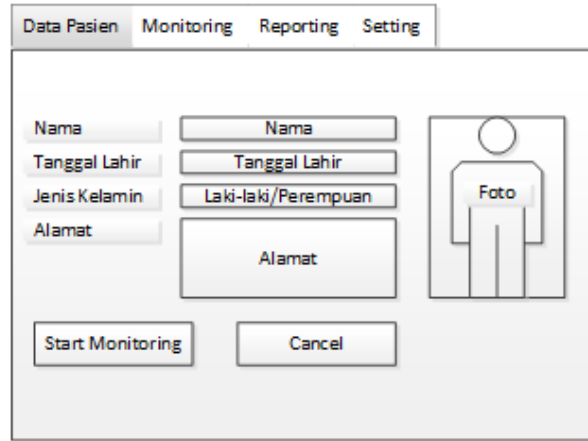 Data Pasien Monitoring Reporting Setting
Nama Nama
Tanggal Lahir Tanggal Lahir
Jenis Kelamin Laki-laki/Perempuan Foto
Alamat
Alamat
Start Monitoring Cancel